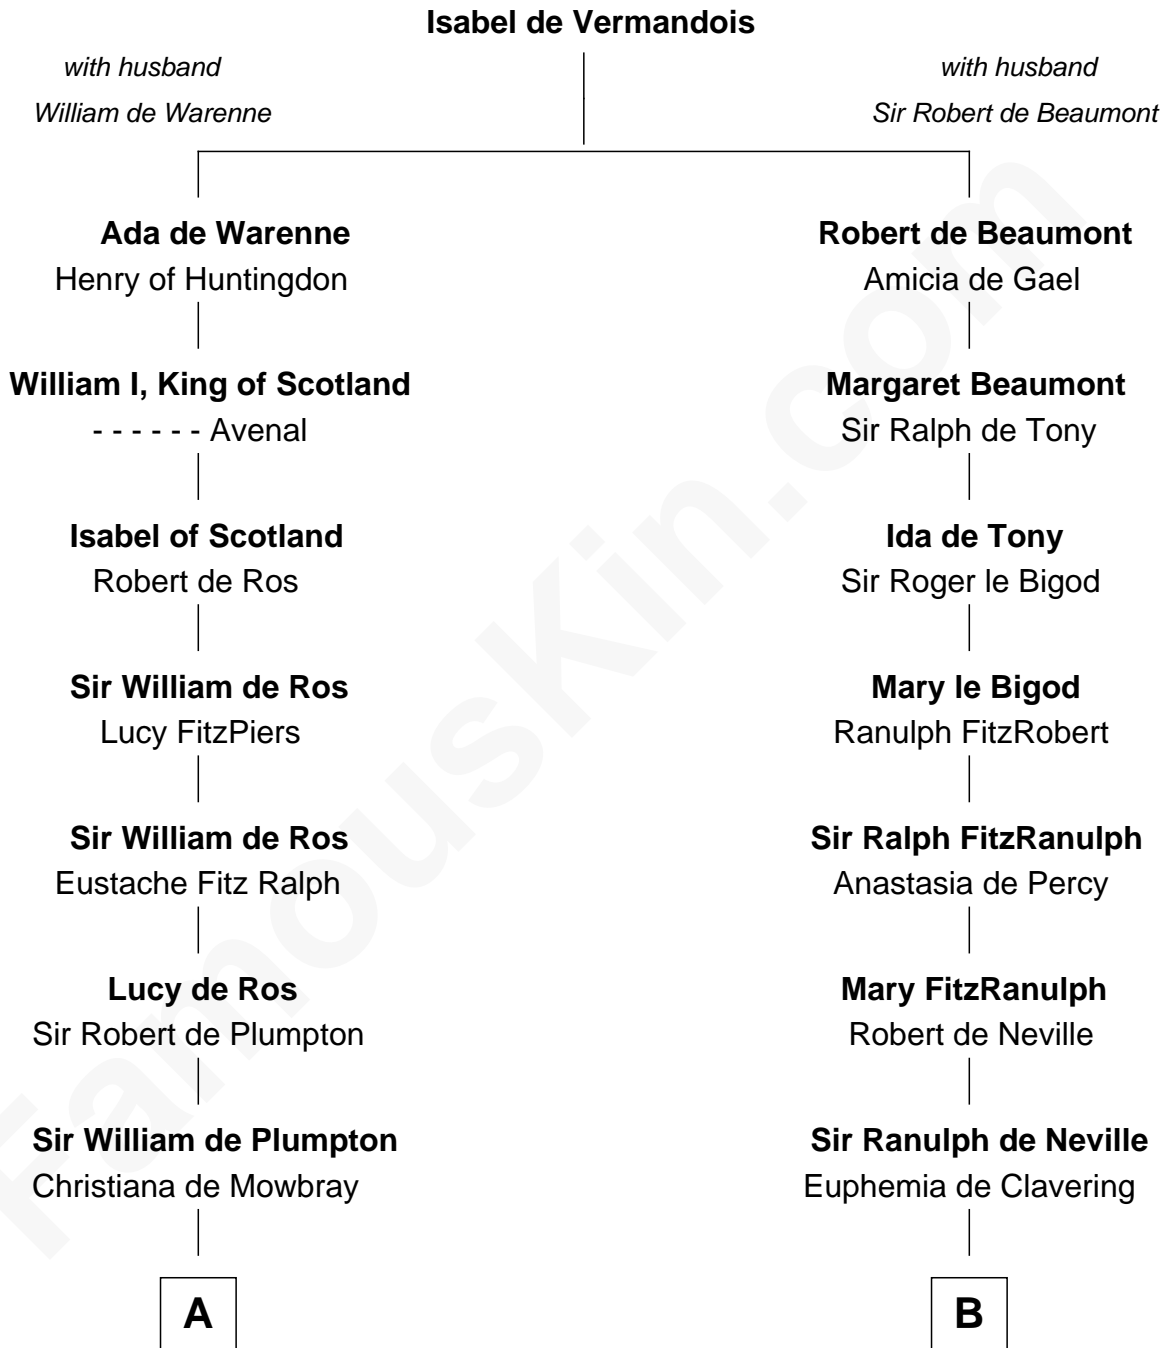 Isabel de Vermandois
with husband
William de Warenne
with husband
Sir Robert de Beaumont
Ada de Warenne
Henry of Huntingdon
William I, King of Scotland
- - - - - - Avenal
Isabel of Scotland
Robert de Ros
Sir William de Ros
Lucy FitzPiers
Sir William de Ros
Eustache Fitz Ralph
Lucy de Ros
Sir Robert de Plumpton
Sir William de Plumpton
Christiana de Mowbray
A
Robert de Beaumont
Amicia de Gael
Margaret Beaumont
Sir Ralph de Tony
Ida de Tony
Sir Roger le Bigod
Mary le Bigod
Ranulph FitzRobert
Sir Ralph FitzRanulph
Anastasia de Percy
Mary FitzRanulph
Robert de Neville
Sir Ranulph de Neville
Euphemia de Clavering
B
FamousKin.com